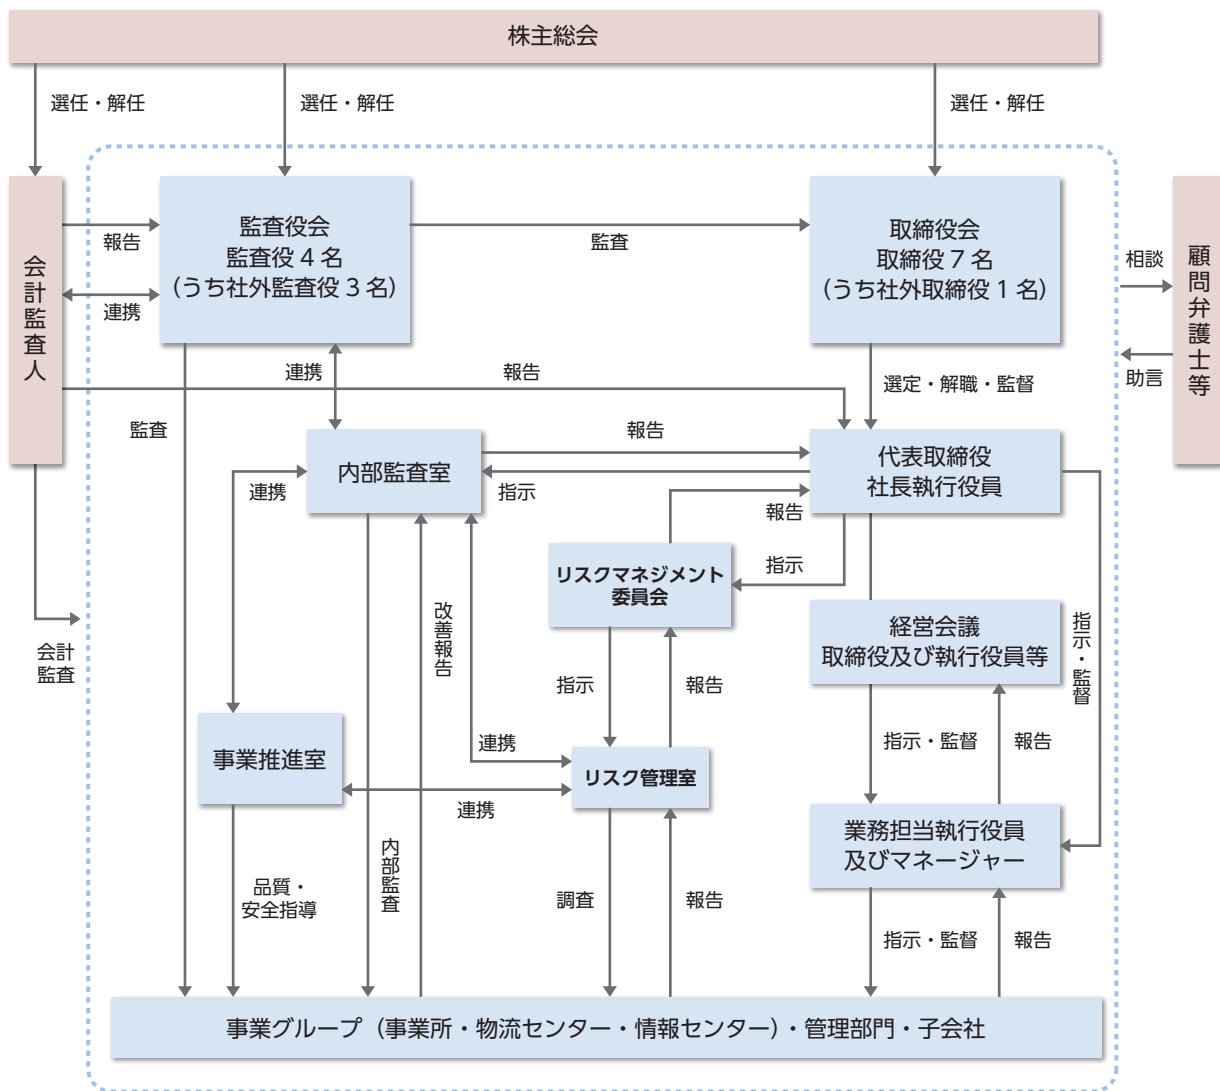 株主総会
選任・解任
選任・解任
選任・解任
会計監査人
監査役会
監査役 4 名
（うち社外監査役 3 名）
取締役会
取締役 7 名
（うち社外取締役 1 名）
顧問弁護士等
報告
監査
相談
連携
助言
連携
報告
選定・解職・監督
監査
報告
内部監査室
代表取締役
社長執行役員
連携
指示
報告
リスクマネジメント
委員会
指示
改善報告
経営会議
取締役及び執行役員等
指示・監督
会計
監査
指示
報告
事業推進室
連携
リスク管理室
指示・監督
報告
連携
業務担当執行役員
及びマネージャー
内部監査
品質・
安全指導
調査
報告
指示・監督
報告
事業グループ（事業所・物流センター・情報センター）・管理部門・子会社